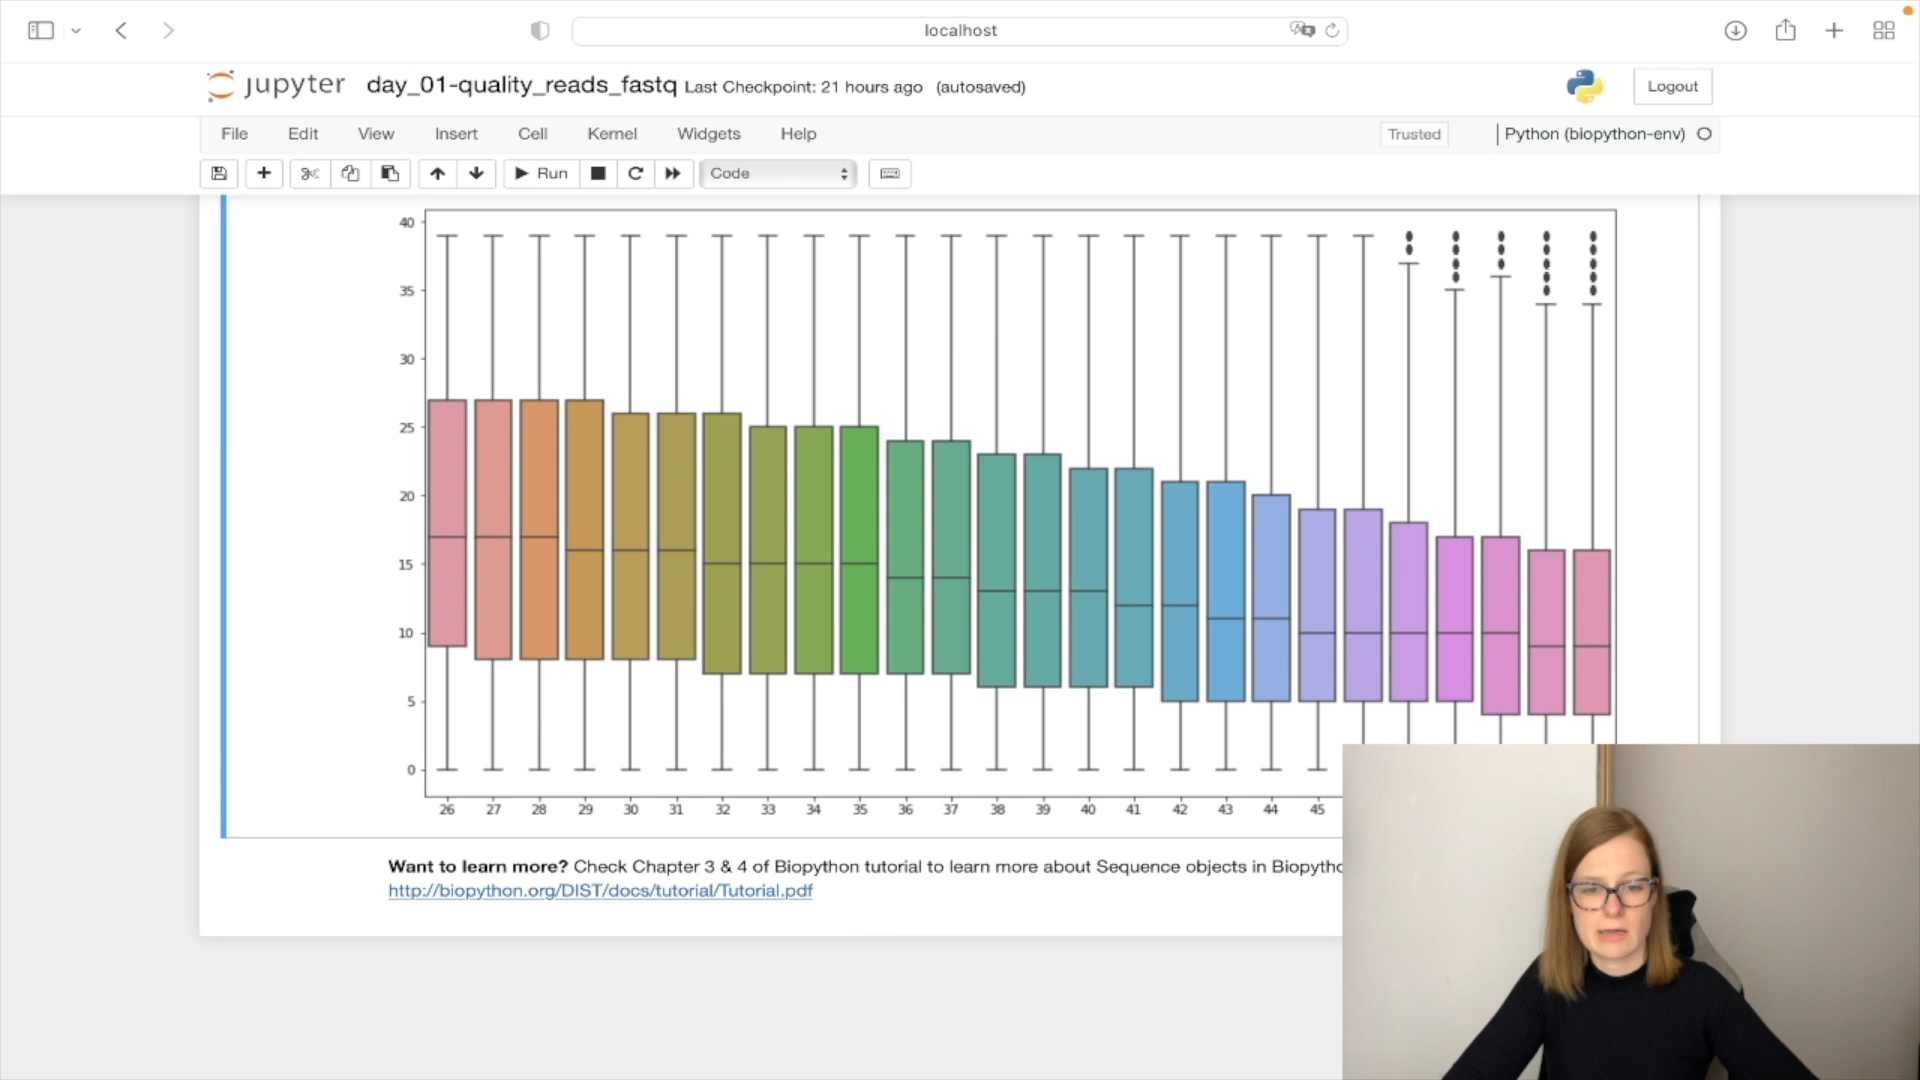 localhost
jupyter day_01-quality_reads_fastq Last Checkpoint: 21 hours ago (autosaved)
Logout
File Edit View Insert Cell Kernel Widgets Help
Trusted
Python (biopython-env)
Run
Code
40
35
30
25
20
15
10
5
0
26 27 28 29 30 31 32 33 34 35 36 37 38 39 40 41 42 43 44 45
Want to learn more? Check Chapter 3 & 4 of Biopython tutorial to learn more about Sequence objects in
http://biopython.org/DIST/docs/tutorial/Tutorial.pdf